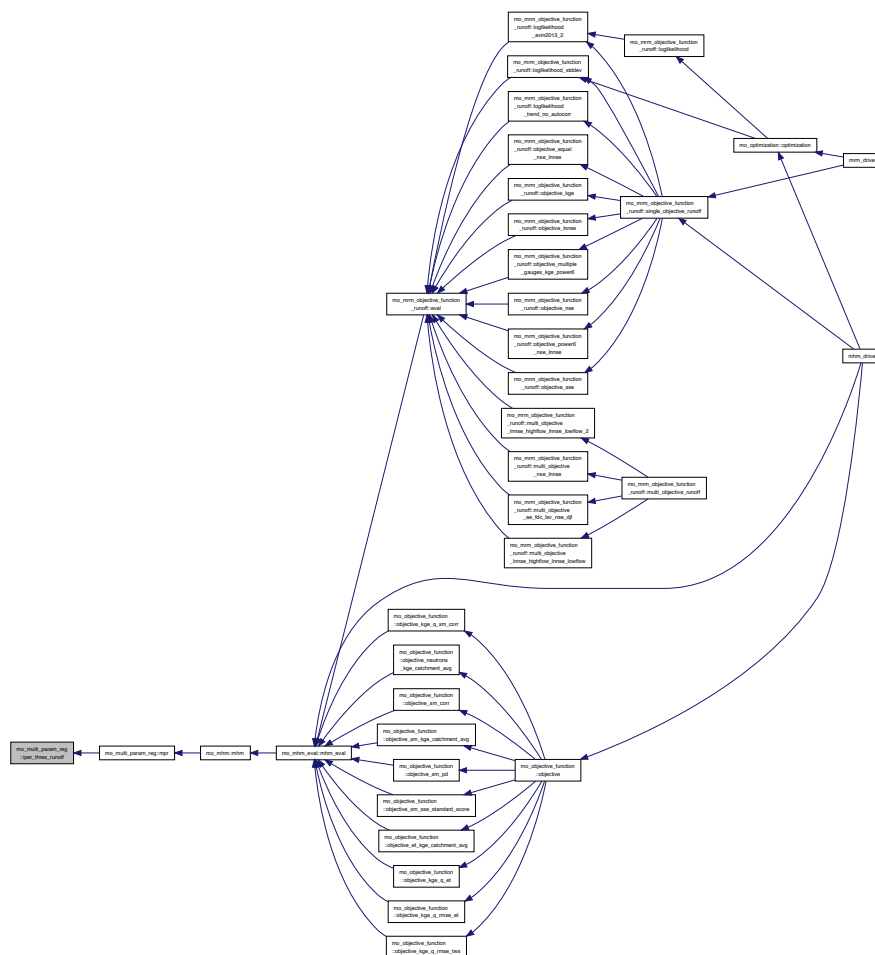 mo_mrm_objective_function
_runoff::loglikelihood
_evin2013_2
mo_mrm_objective_function
_runoff::loglikelihood
mo_mrm_objective_function
_runoff::loglikelihood_stddev
mo_mrm_objective_function
_runoff::loglikelihood
_trend_no_autocorr
mo_mrm_objective_function
_runoff::objective_equal
_nse_lnnse
mo_optimization::optimization
mrm_drive
mo_mrm_objective_function
_runoff::objective_kge
mo_mrm_objective_function
_runoff::single_objective_runoff
mo_mrm_objective_function
_runoff::objective_lnnse
mo_mrm_objective_function
_runoff::objective_multiple
_gauges_kge_power6
mo_mrm_objective_function
_runoff::eval
mo_mrm_objective_function
_runoff::objective_nse
mo_mrm_objective_function
_runoff::objective_power6
_nse_lnnse
mhm_drive
mo_mrm_objective_function
_runoff::objective_sse
mo_mrm_objective_function
_runoff::multi_objective
_lnnse_highflow_lnnse_lowflow_2
mo_mrm_objective_function
_runoff::multi_objective
_nse_lnnse
mo_mrm_objective_function
_runoff::multi_objective_runoff
mo_mrm_objective_function
_runoff::multi_objective
_ae_fdc_lsv_nse_djf
mo_mrm_objective_function
_runoff::multi_objective
_lnnse_highflow_lnnse_lowflow
mo_objective_function
::objective_kge_q_sm_corr
mo_objective_function
::objective_neutrons
_kge_catchment_avg
mo_objective_function
::objective_sm_corr
mo_objective_function
::objective_sm_kge_catchment_avg
mo_multi_param_reg
::iper_thres_runoff
mo_multi_param_reg::mpr
mo_mhm::mhm
mo_mhm_eval::mhm_eval
mo_objective_function
::objective_sm_pd
mo_objective_function
::objective
mo_objective_function
::objective_sm_sse_standard_score
mo_objective_function
::objective_et_kge_catchment_avg
mo_objective_function
::objective_kge_q_et
mo_objective_function
::objective_kge_q_rmse_et
mo_objective_function
::objective_kge_q_rmse_tws